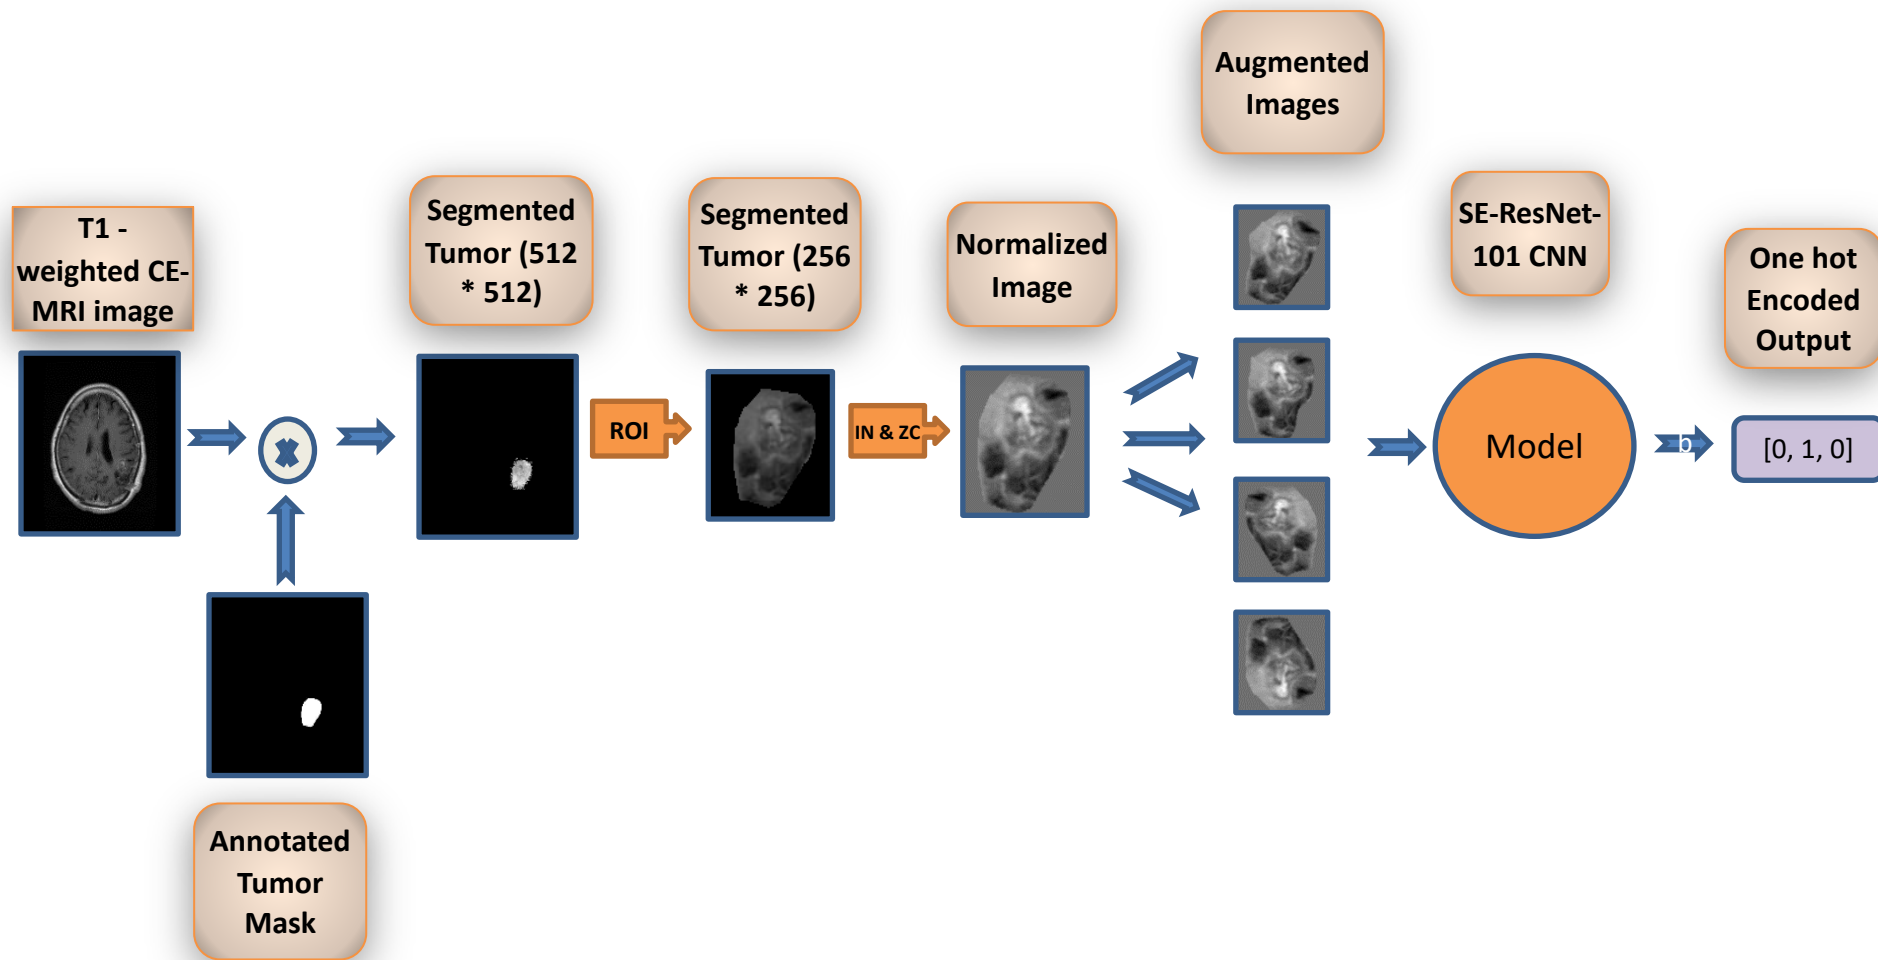 T1 -
weighted CE-
MRI image
Annotated
Tumor
Mask
Segmented
Tumor (512
* 512)
ROI
Segmented
Tumor (256
* 256)
IN & ZC
Normalized
Image
Augmented
Images
SE-ResNet-
101 CNN
Model
b
One hot
Encoded
Output
[0, 1, 0]